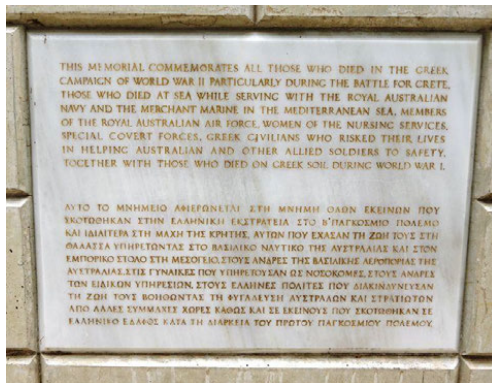 THIS MEMORIAL COMMEMORATES ALL THOSE WHO DIED IN THE GREEK
CAMPAIGN OF WORLD WAR II PARTICULARLY DURING THE BATTLE FOR CRETE,
THOSE WHO DIED AT SEA WHILE SERVING WITH THE ROYAL AUSTRALIAN
NAVY AND THE MERCHANT MARINE IN THE MEDITERRANEAN SEA, MEMBERS
OF THE ROYAL AUSTRALIAN AIR FORCE, WOMEN OF THE NURSING SERVICES,
SPECIAL COVERT FORCES, GREEK CIVILIANS WHO RISKED THEIR LIVES
IN HELPING AUSTRALIAN AND OTHER ALLIED SOLDIERS TO SAFETY,
TOGETHER WITH THOSE WHO DIED ON GREEK SOIL DURING WORLD WAR I.
ΑΥΤΟ ΤΟ ΜΝΗΜΕΙΟ ΑΦΙΕΡΩΝΕΤΑΙ ΣΤΗ ΜΝΗΜΗ ΟΛΩΝ ΕΚΕΙΝΩΝ ΠΟΥ
ΣΚΟΤΩΘΗΚΑΝ ΣΤΗΝ ΕΛΛΗΝΙΚΗ ΕΚΣΤΡΑΤΕΙΑ ΣΤΟ Β' ΠΑΓΚΟΣΜΙΟ ΠΟΛΕΜΟ
ΚΑΙ ΙΔΙΑΙΤΕΡΑ ΣΤΗ ΜΑΧΗ ΤΗΣ ΚΡΗΤΗΣ, ΑΥΤΩΝ ΠΟΥ ΕΧΑΣΑΝ ΤΗ ΖΩΗ ΤΟΥΣ ΣΤΗ
ΘΑΛΑΣΣΑ ΥΠΗΡΕΤΩΝΤΑΣ ΣΤΟ ΒΑΣΙΛΙΚΟ ΝΑΥΤΙΚΟ ΤΗΣ ΑΥΣΤΡΑΛΙΑΣ ΚΑΙ ΣΤΟΝ
ΕΜΠΟΡΙΚΟ ΣΤΟΛΟ ΣΤΗ ΜΕΣΟΓΕΙΟ, ΣΤΟΥΣ ΑΝΔΡΕΣ ΤΗΣ ΒΑΣΙΛΙΚΗΣ ΑΕΡΟΠΟΡΙΑΣ ΤΗΣ
ΑΥΣΤΡΑΛΙΑΣ, ΣΤΙΣ ΓΥΝΑΙΚΕΣ ΠΟΥ ΥΠΗΡΕΤΟΥΣΑΝ ΩΣ ΝΟΣΟΚΟΜΕΣ, ΣΤΟΥΣ ΑΝΔΡΕΣ
ΤΩΝ ΕΙΔΙΚΩΝ ΥΠΗΡΕΣΙΩΝ, ΣΤΟΥΣ ΕΛΛΗΝΕΣ ΠΟΛΙΤΕΣ ΠΟΥ ΔΙΑΚΙΝΔΥΝΕΥΣΑΝ
ΤΗ ΖΩΗ ΤΟΥΣ ΒΟΗΘΩΝΤΑΣ ΤΗ ΦΥΓΑΔΕΥΣΗ ΑΥΣΤΡΑΛΩΝ ΚΑΙ ΣΤΡΑΤΙΩΤΩΝ
ΑΠΟ ΑΛΛΕΣ ΣΥΜΜΑΧΕΣ ΧΩΡΕΣ ΚΑΘΩΣ ΚΑΙ ΣΕ ΕΚΕΙΝΟΥΣ ΠΟΥ ΣΚΟΤΩΘΗΚΑΝ ΣΕ
ΕΛΛΗΝΙΚΟ ΕΔΑΦΟΣ ΚΑΤΑ ΤΗ ΔΙΑΡΚΕΙΑ ΤΟΥ ΠΡΩΤΟΥ ΠΑΓΚΟΣΜΙΟΥ ΠΟΛΕΜΟΥ.